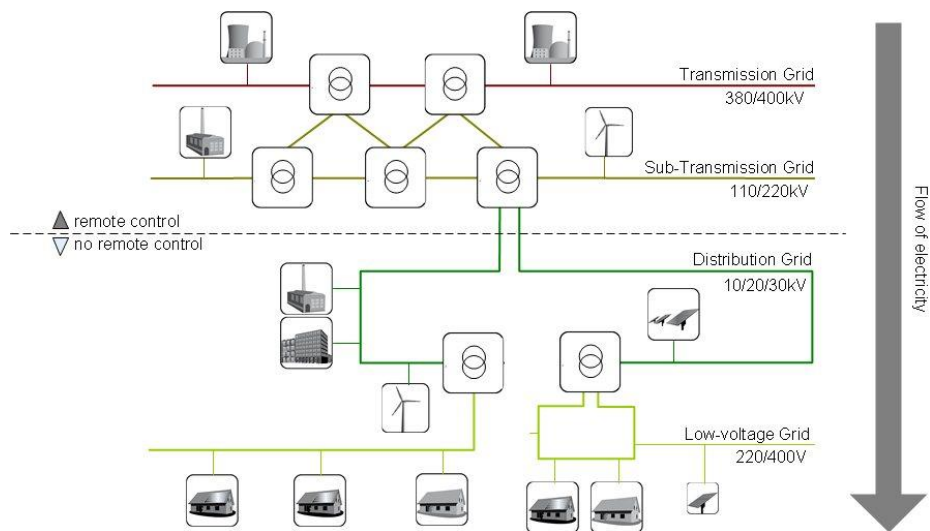 Transmission Grid
380/400kV
Sub-Transmission Grid
110/220kV
remote control
no remote control
Distribution Grid
10/20/30kV
Low-voltage Grid
220/400V
Flow of electricity